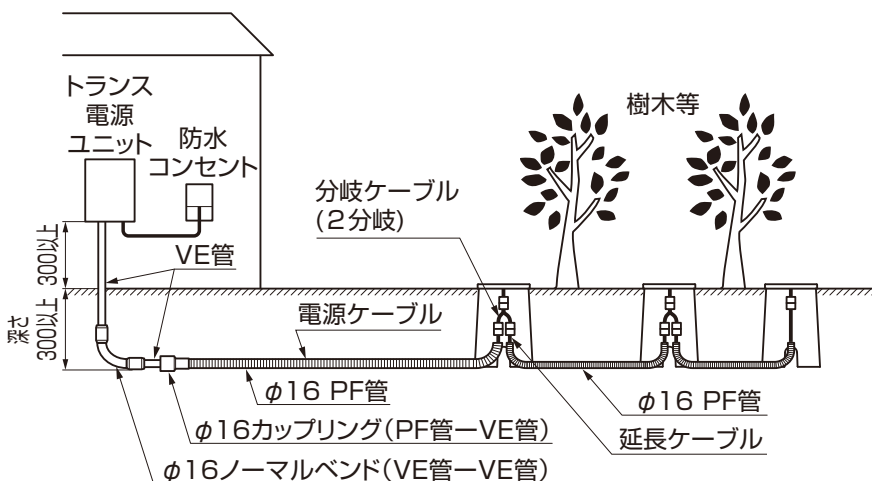 トランス
電源
ユニット
防水
コンセント
樹木等
分岐ケーブル
(2分岐)
300以上
VE管
深さ
300以上
電源ケーブル
φ16 PF管
φ16 PF管
φ16カップリング(PF管ーVE管)
延長ケーブル
φ16ノーマルベンド(VE管ーVE管)